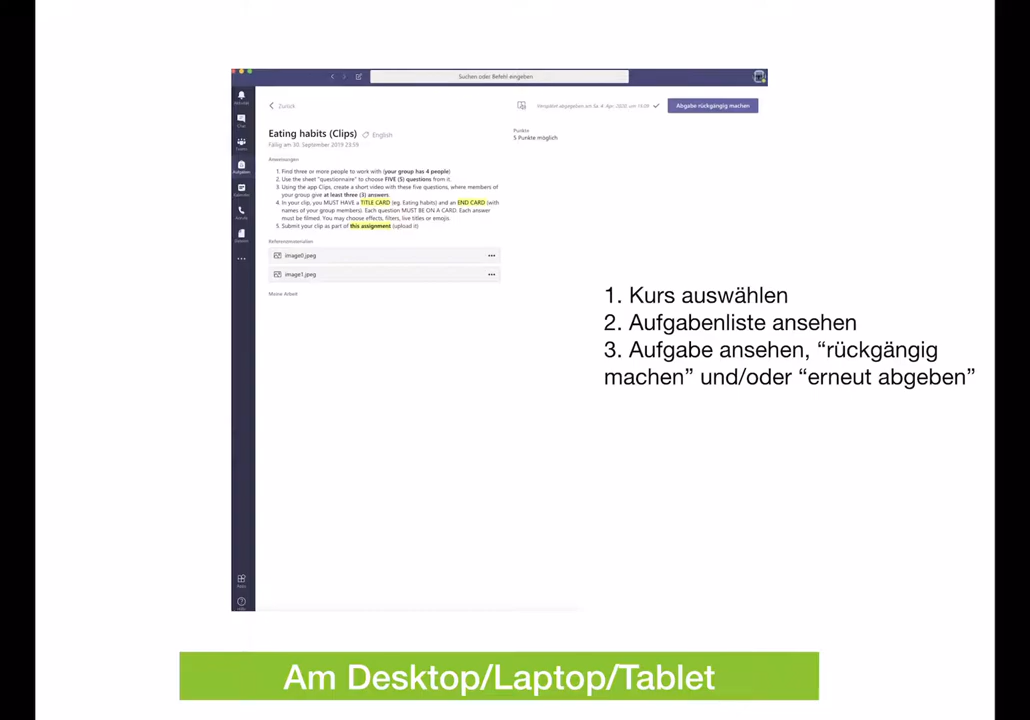 Suchen oder Befehl eingeben
Zurück
Verspätet abgegeben am Sa. 4. Apr. 2020, um
Abgabe rückgängig machen
Eating habits (Clips)
English
Fällig am 30. September 2019 23:59
Punkte
5 Punkte möglich
Anweisungen
1. Find three or more people to work with (your group has 4 people)
2. Use the sheet "questionnaire" to choose FIVE (5) questions from it.
3. Using the app Clips, create a short video with these five questions, where members of
your group give at least three (3) answers.
4. In your clip, you MUST HAVE a TITLE CARD (eg. Eating habits) and an END CARD (with
names of your group members). Each question MUST BE ON A CARD. Each answer
must be filmed. You may choose effects, filters, live titles or emojis.
5. Submit your clip as part of this assignment (upload it)
Referenzmaterialien
image0.jpeg
image1.jpeg
Meine Arbeit
Chat
Teams
Aufgaben
Kalender
Anrufe
Dateien
Apps
Hilfe
1. Kurs auswählen
2. Aufgabenliste ansehen
3. Aufgabe ansehen, “rückgängig
machen” und/oder “erneut abgeben”
Am Desktop/Laptop/Tablet